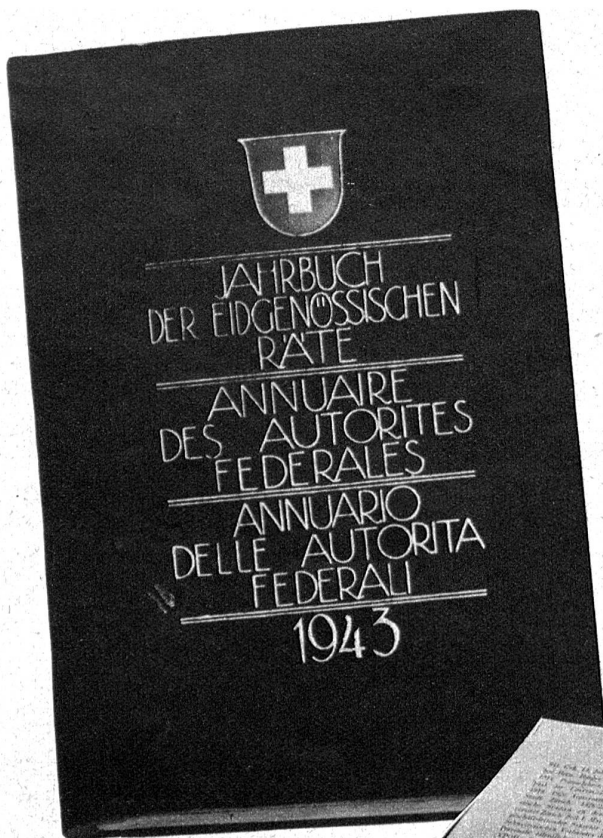 JAHRBUCH
DER EIDGENÖSSISCHEN
RÄTE
ANNUAIRE
DES AUTORITES
FEDERALES
ANNUARIO
DELLE AUTORITA
FEDERALI
1943